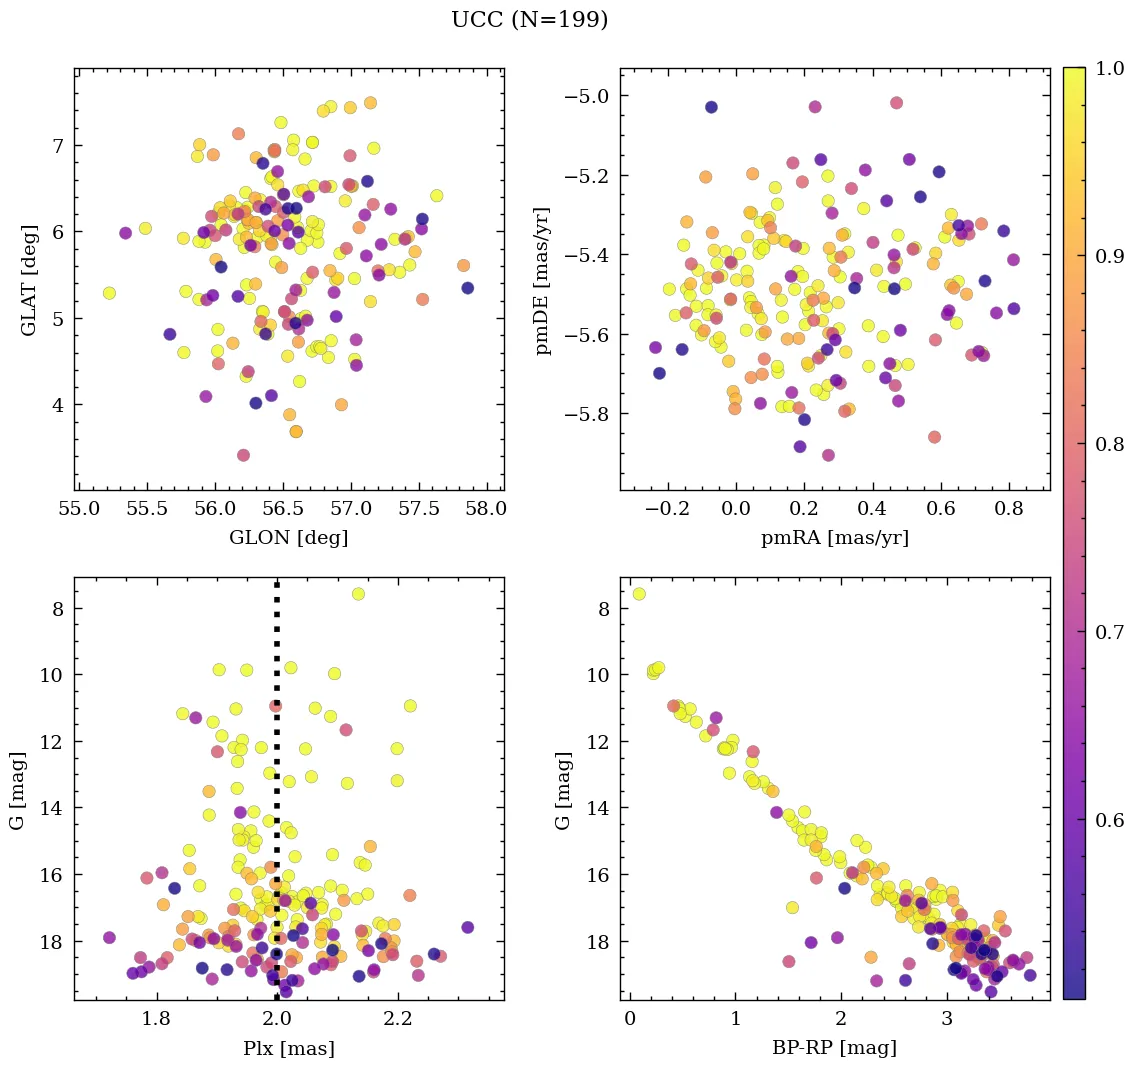 UCC (N=199)
7
6
5
4
GLAT [deg]
55.0 55.5 56.0 56.5 57.0 57.5 58.0
GLON [deg]
−5.0
−5.2
−5.4
−5.6
−5.8
pmDE [mas/yr]
−0.2 0.0 0.2 0.4 0.6 0.8
pmRA [mas/yr]
1.0
0.9
0.8
0.7
0.6
8
10
12
14
16
18
G [mag]
1.8 2.0 2.2
Plx [mas]
8
10
12
14
16
18
G [mag]
0 1 2 3
BP-RP [mag]